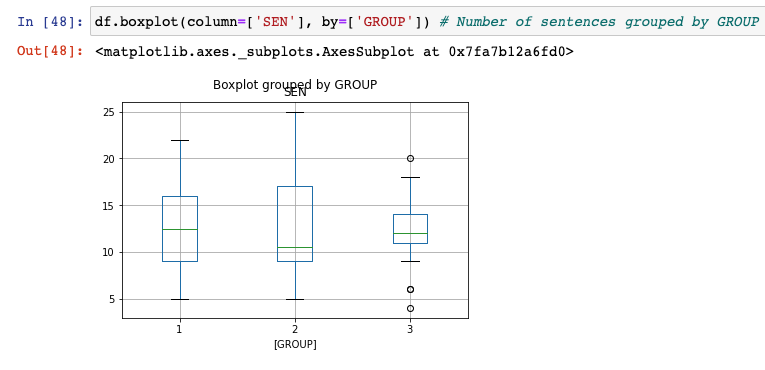 In [48]: df.boxplot(column=['SEN'], by=['GROUP']) # Number of sentences grouped by GROUP
Out[48]: <matplotlib.axes._subplots.AxesSubplot at 0x7fa7b12a6fd0>
Boxplot grouped by GROUP
SEN
25
20
15
10
5
1 2 3
[GROUP]